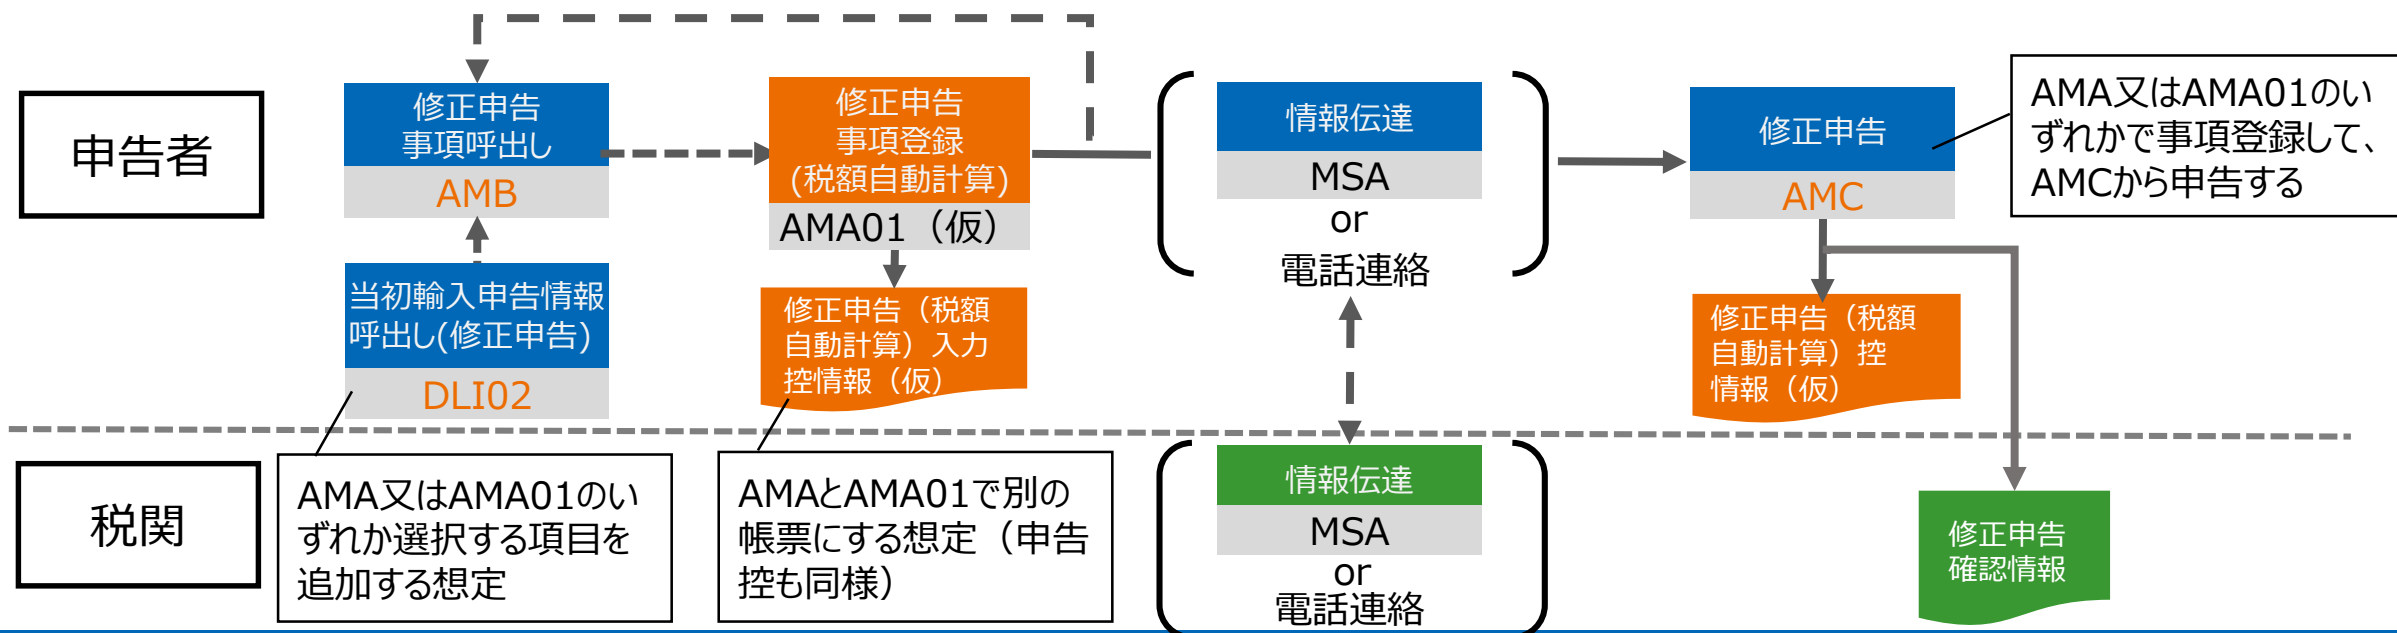 申告者
修正申告
事項呼出し
AMB
当初輸入申告情報
呼出し(修正申告)
DLI02
修正申告
事項登録
(税額自動計算)
AMA01（仮）
修正申告（税額
自動計算）入力
控情報（仮）
情報伝達
MSA
or
電話連絡
修正申告
AMC
AMA又はAMA01のい
ずれかで事項登録して、
AMCから申告する
修正申告（税額
自動計算）控
情報（仮）
税関
AMA又はAMA01のい
ずれか選択する項目を
追加する想定
AMAとAMA01で別の
帳票にする想定（申告
控も同様）
情報伝達
MSA
or
電話連絡
修正申告
確認情報